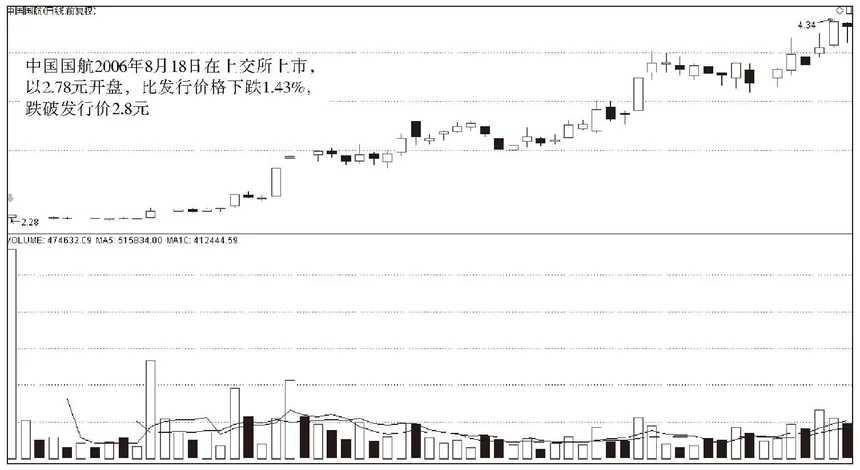 中国国航(日线.前复权)
4.34
中国国航2006年8月18日在上交所上市，
以2.78元开盘，比发行价格下跌1.43%，
跌破发行价2.8元
2.28
VOLUME: 474632.09 MA5: 515834.00 MA10: 412444.59